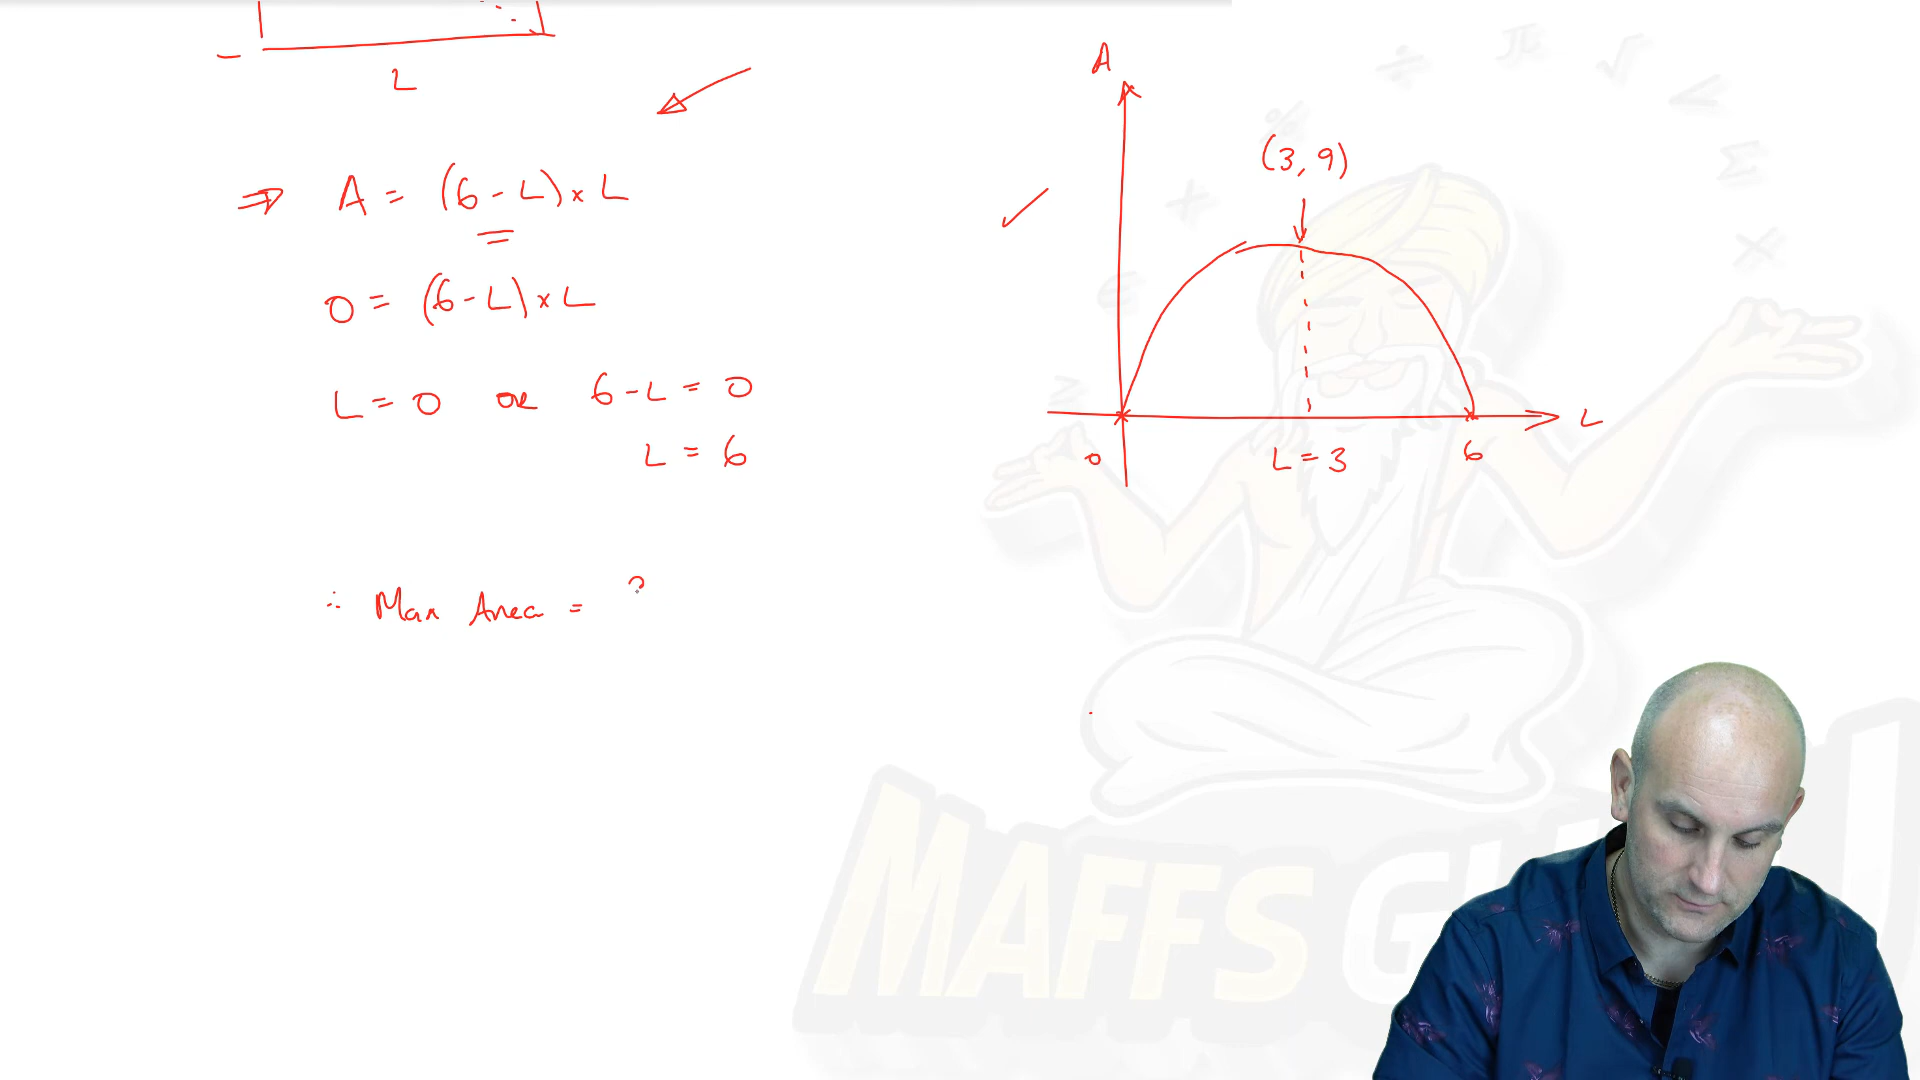 L
⇒ A = (6 - L) × L
0 = (6 - L) × L
L = 0 or 6 - L = 0
L = 6
∴ Max Area =
A
(3, 9)
L
0
L = 3
6
MAFFS G